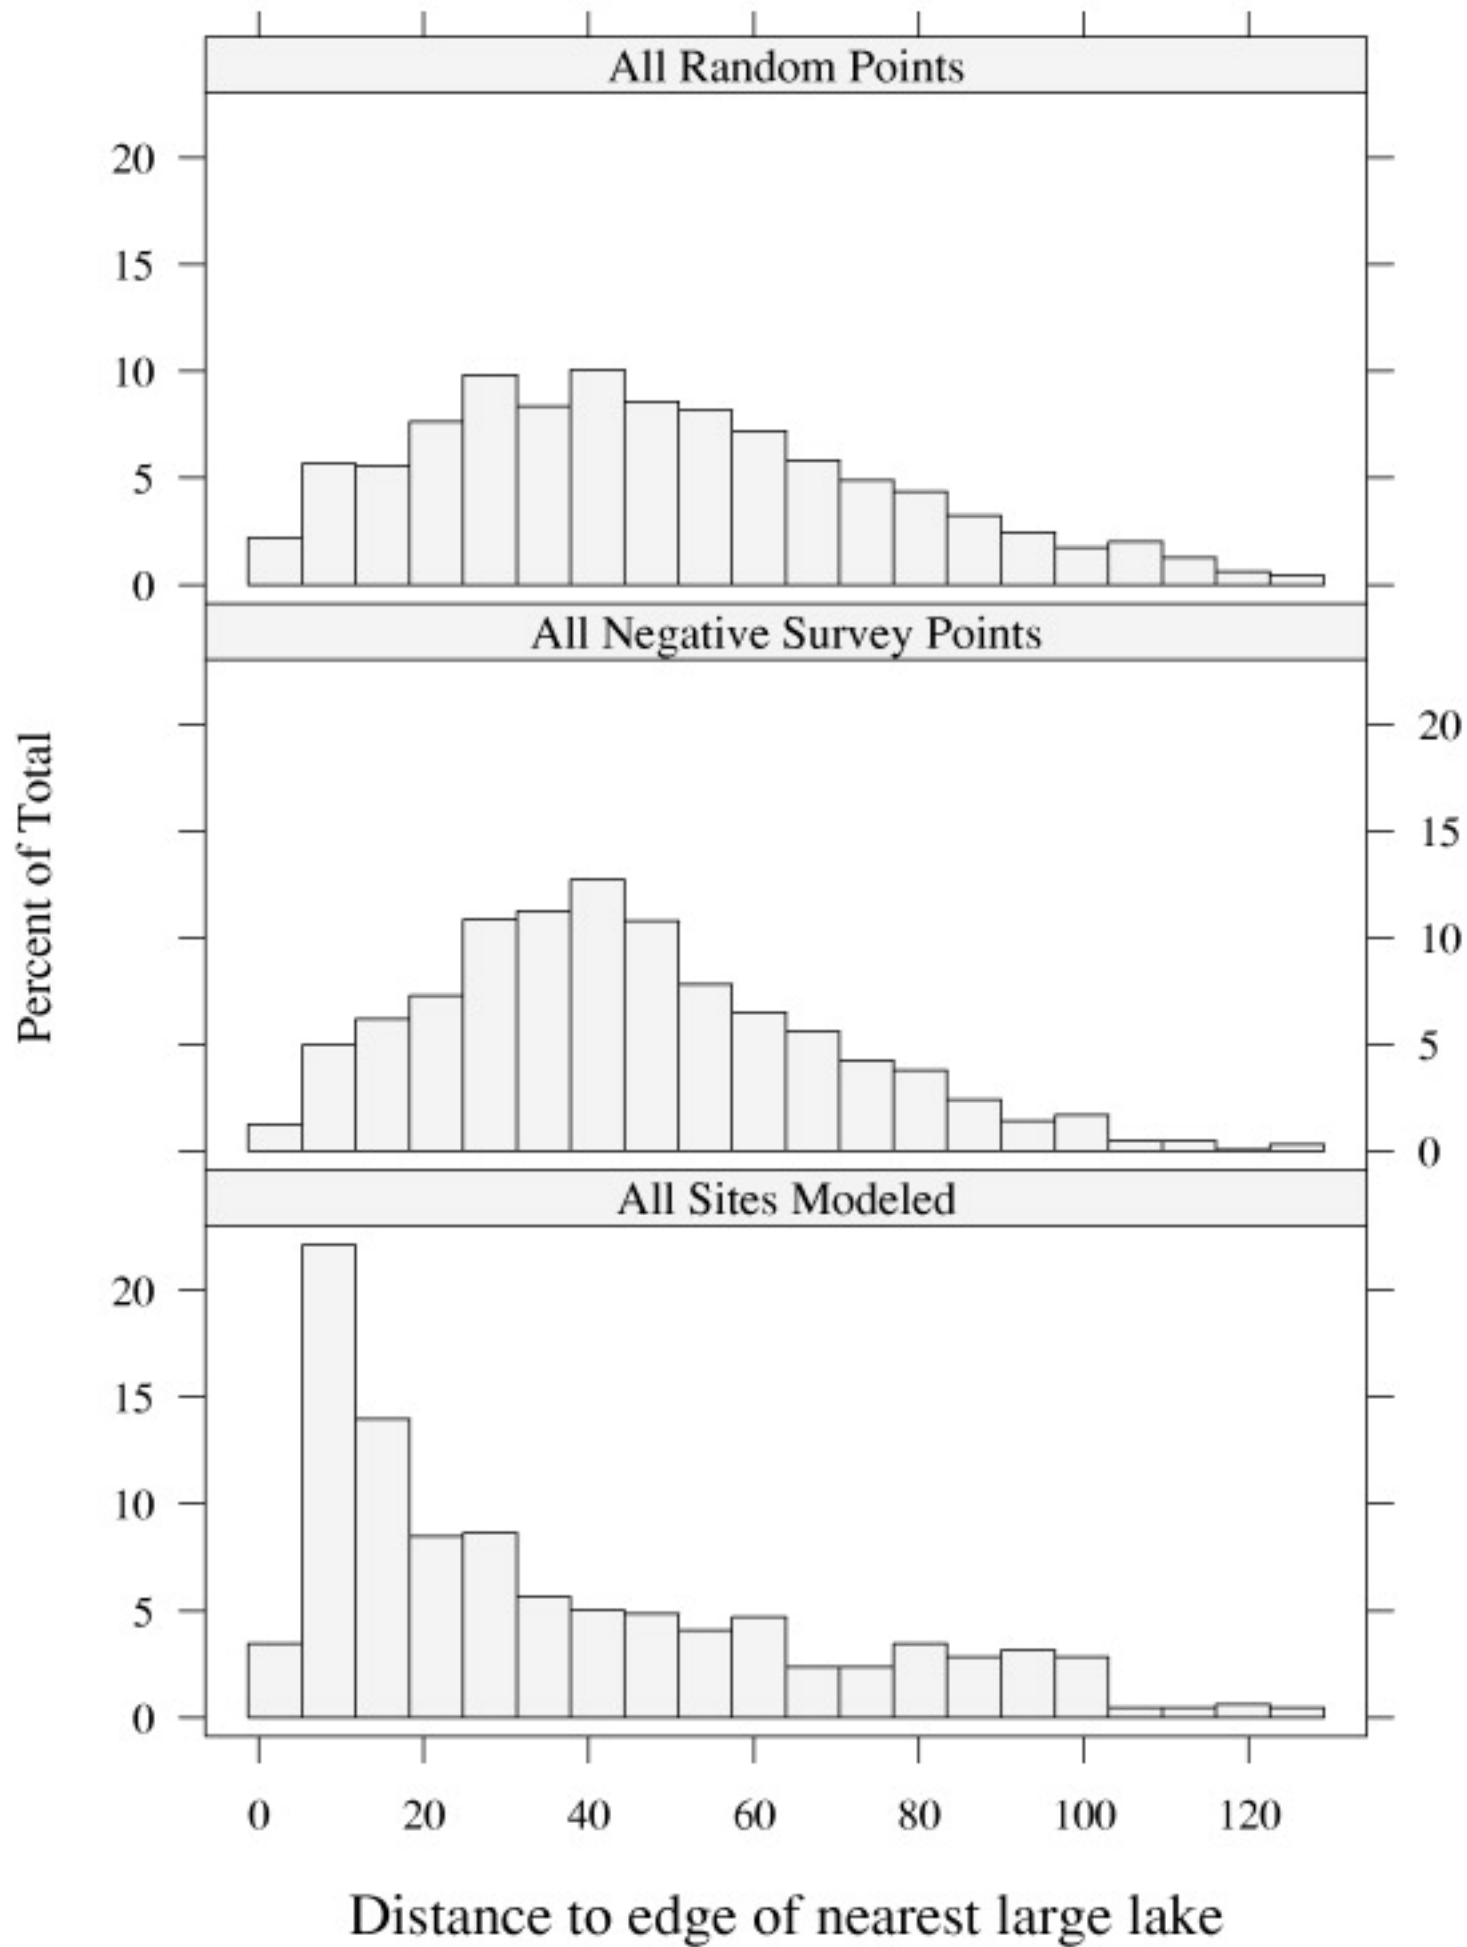 All Random Points
20
15
10
5
0
All Negative Survey Points
20
15
10
5
0
Percent of Total
All Sites Modeled
20
15
10
5
0
0 20 40 60 80 100 120
Distance to edge of nearest large lake